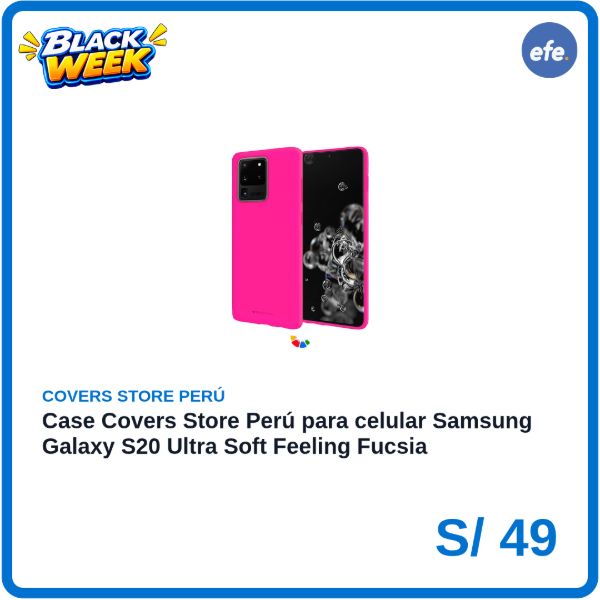 BLACK
WEEK
efe.
COVERS STORE PERÚ
Case Covers Store Perú para celular Samsung
Galaxy S20 Ultra Soft Feeling Fucsia
S/ 49